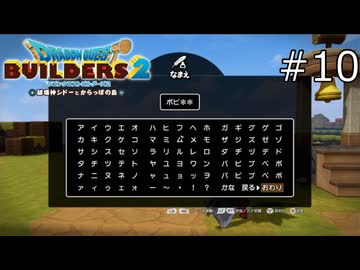 DRAGON QUEST
BUILDERS 2
破壊神シドーとからっぽの島
#10
なまえ
ボビ**
アイウエオ ハヒフヘホ ガギグゲゴ
カキクケコ マミムメモ ザジズゼゾ
サシスセソ ラリルレロ ダヂヅデド
タチツテト ヤユヨワン バビブベボ
ナニヌネノ ャュョッヲ パピプペポ
ァィゥェォ ー〜・!? かな 戻る おわり